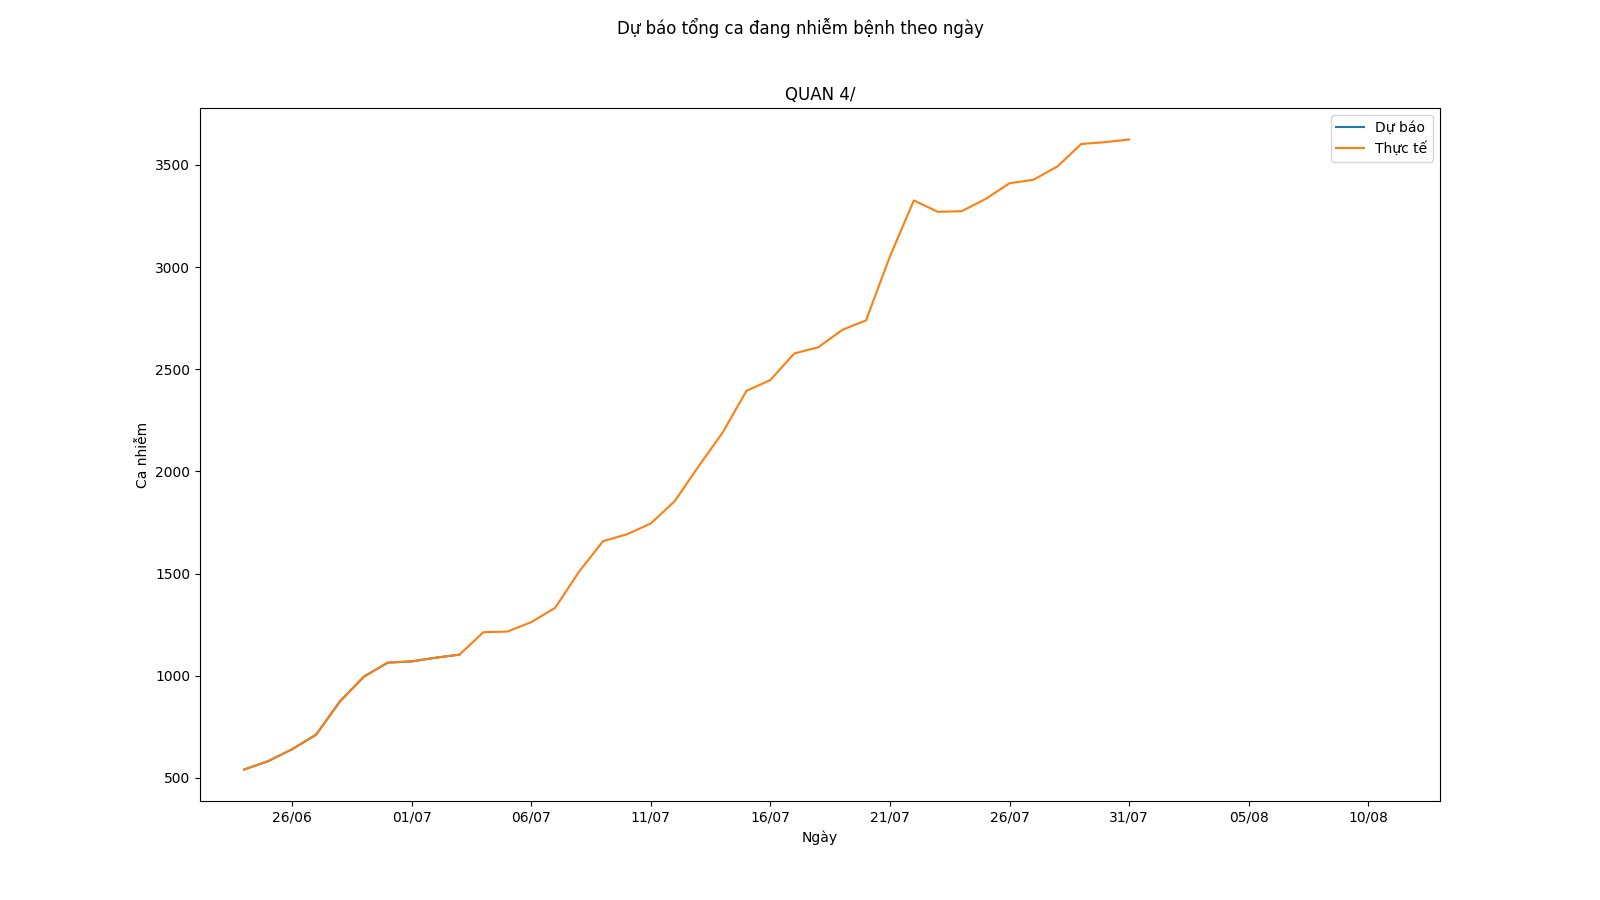 Dự báo tổng ca đang nhiễm bệnh theo ngày
QUAN 4/
Dự báo
Thực tế
3500
3000
2500
2000
1500
1000
500
Ca nhiễm
26/06 01/07 06/07 11/07 16/07 21/07 26/07 31/07 05/08 10/08
Ngày